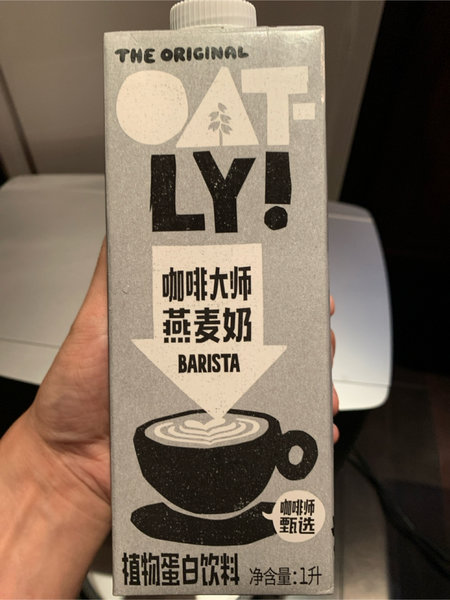 THE ORIGINAL
OAT-
LY!
咖啡大师
燕麦奶
BARISTA
咖啡师
甄选
植物蛋白饮料 净含量:1升